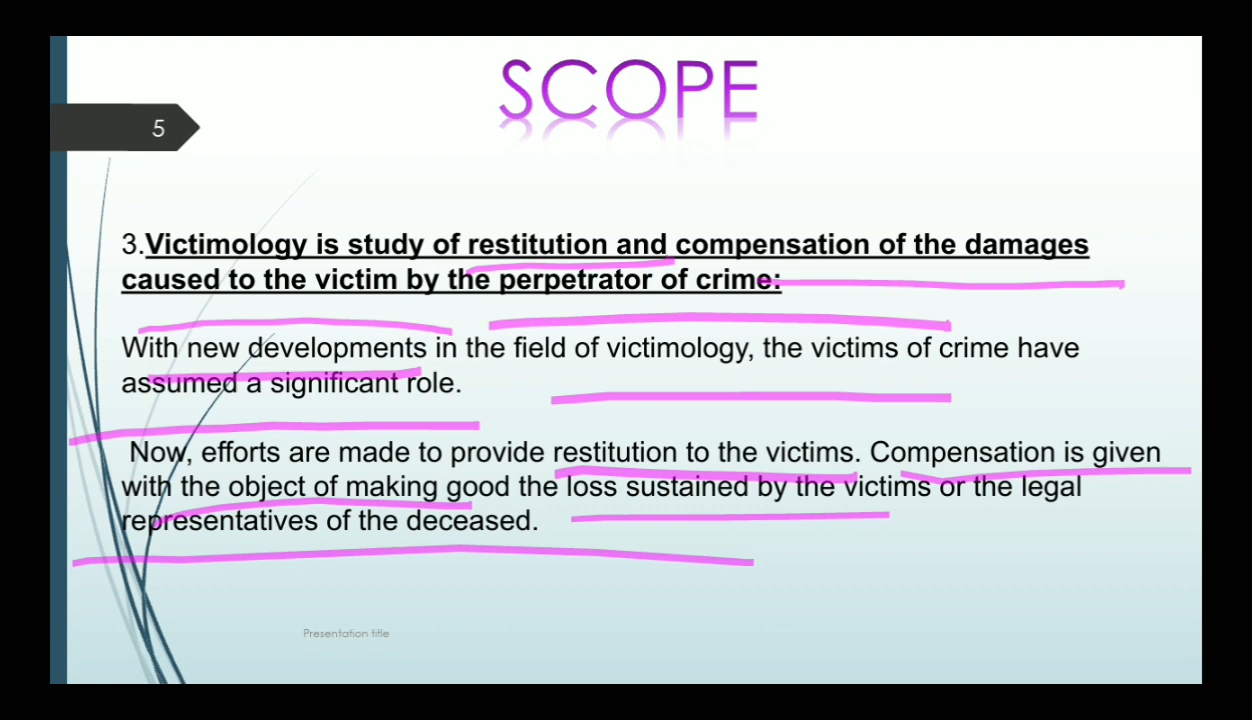 SCOPE
5
3.Victimology is study of restitution and compensation of the damages
caused to the victim by the perpetrator of crime:
With new developments in the field of victimology, the victims of crime have
assumed a significant role.
Now, efforts are made to provide restitution to the victims. Compensation is given
with the object of making good the loss sustained by the victims or the legal
representatives of the deceased.
Presentation title